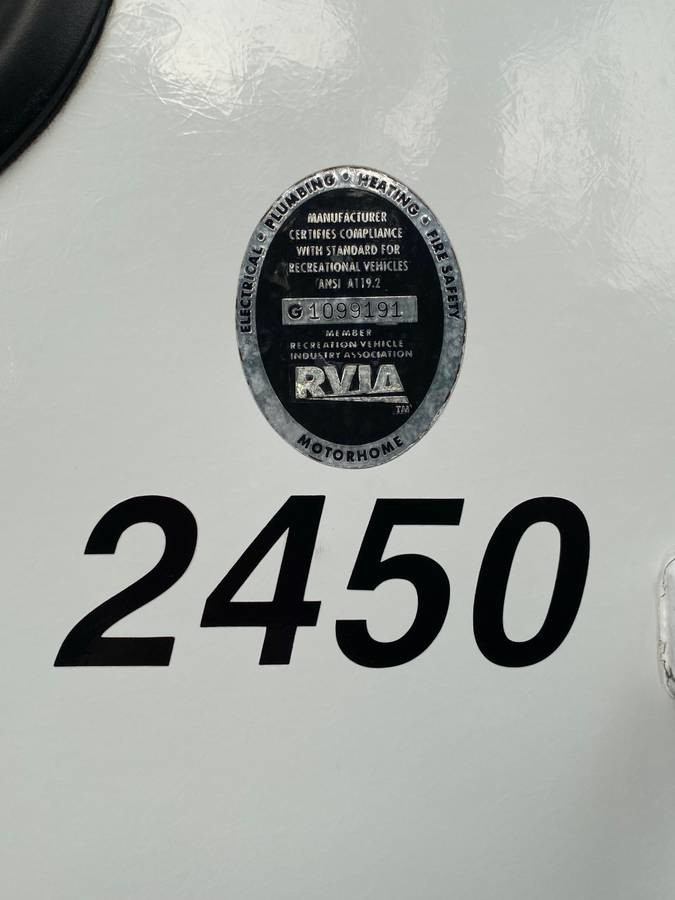 ELECTRICAL • PLUMBING • HEATING • FIRE SAFETY
MANUFACTURER
CERTIFIES COMPLIANCE
WITH STANDARD FOR
RECREATIONAL VEHICLES
ANSI A119.2
G 1099191
MEMBER
RECREATION VEHICLE
INDUSTRY ASSOCIATION
RVIA
TM
MOTORHOME
2450